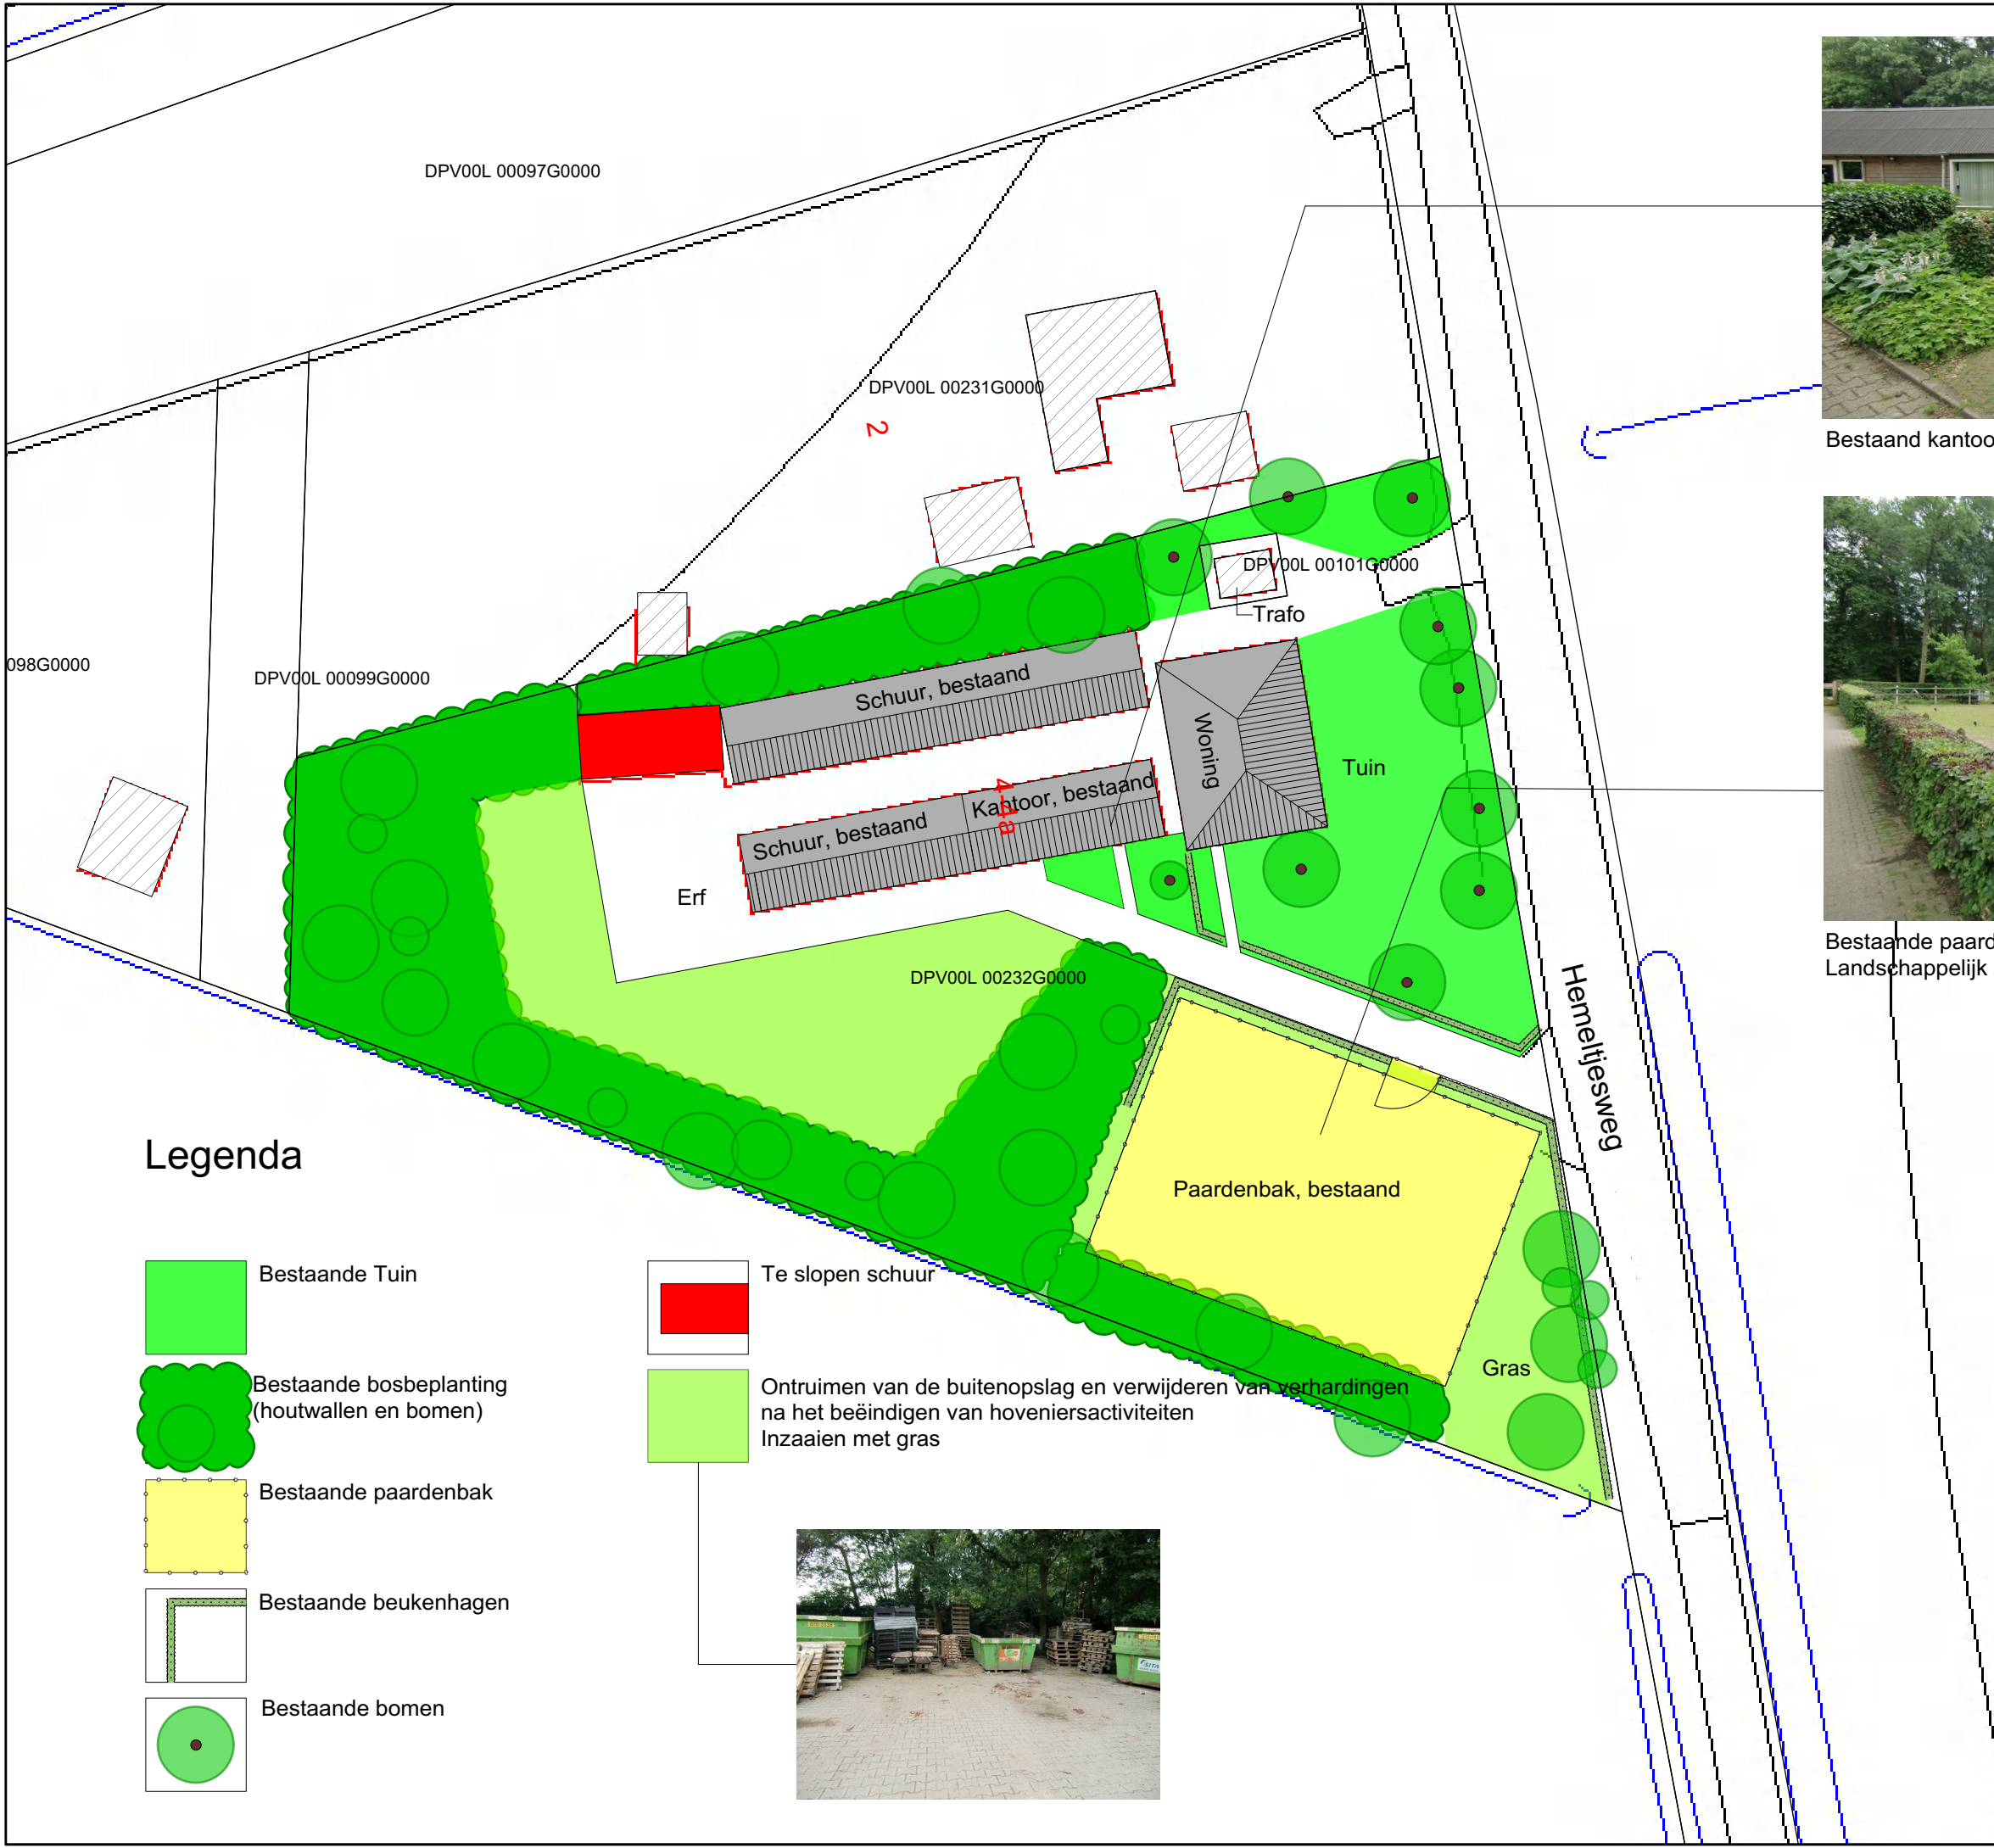 DPV00L 00097G0000
Bestaand kantoo
DPV00L 00231G0000
2
DPV00L 00101G0000
Trafo
098G0000
DPV00L 00099G0000
Schuur, bestaand
Woning
Tuin
Kantoor, bestaand
4-4a
Schuur, bestaand
Erf
Bestaande paard
Landschappelijk
DPV00L 00232G0000
Hemeltjesweg
Paardenbak, bestaand
Gras
Legenda
Bestaande Tuin
Bestaande bosbeplanting
(houtwallen en bomen)
Bestaande paardenbak
Bestaande beukenhagen
Bestaande bomen
Te slopen schuur
Ontruimen van de buitenopslag en verwijderen van verhardingen
na het beëindigen van hoveniersactiviteiten
Inzaaien met gras